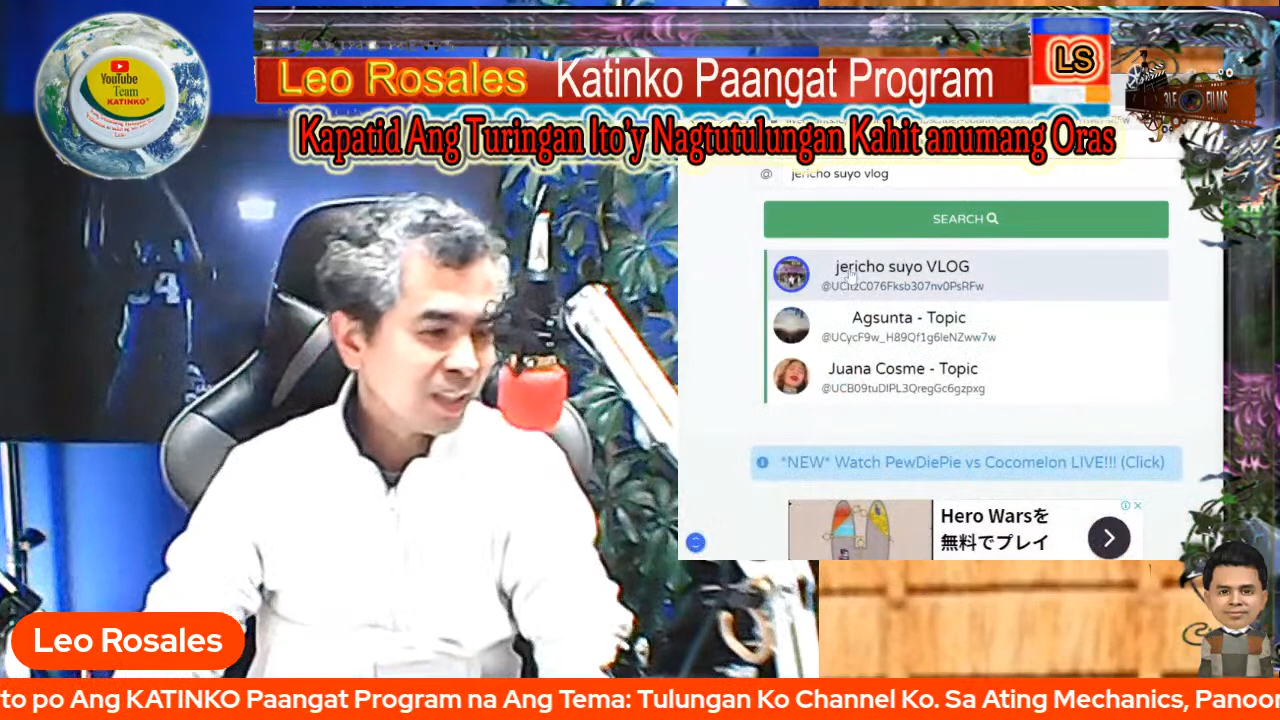 YouTube
Team
KATINKO
Leo Rosales Katinko Paangat Program
LS
3LE FILMS
Kapatid Ang Turingan Ito'y Nagtutulungan Kahit anumang Oras
@ jericho suyo vlog
SEARCH
jericho suyo VLOG
Agsunta - Topic
@UCycF9w_H89Qf1g6leNZww7w
Juana Cosme - Topic
@UCB09tuDIPL3QregGc6gzpxg
*NEW* Watch PewDiePie vs Cocomelon LIVE!!! (Click)
Hero Warsを
無料でプレイ
4
Leo Rosales
to po Ang KATINKO Paangat Program na Ang Tema: Tulungan Ko Channel Ko. Sa Ating Mechanics, Panoor